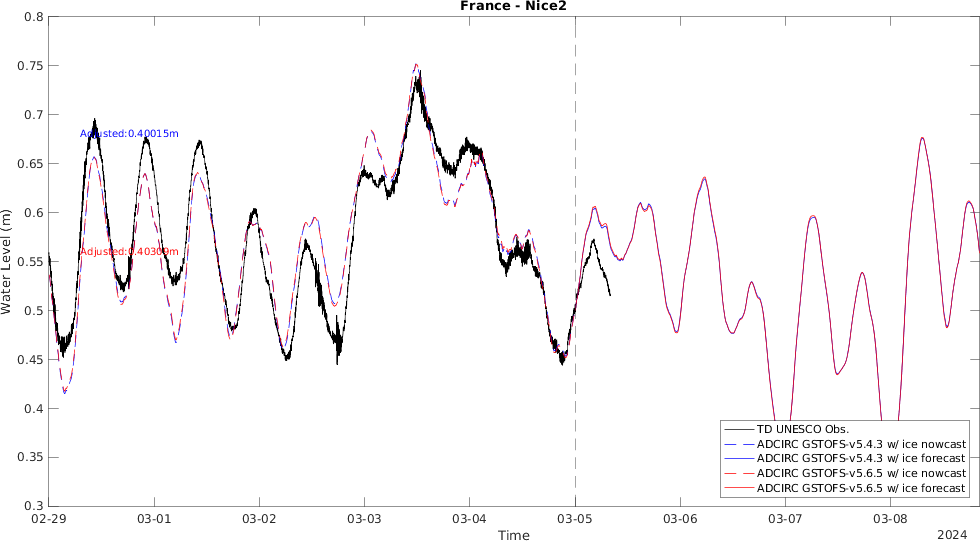 France - Nice2
0.8
0.75
0.7
0.65
0.6
0.55
0.5
0.45
0.4
0.35
0.3
Water Level (m)
Adjusted:0.40015m
Adjusted:0.40309m
TD UNESCO Obs.
ADCIRC GSTOFS-v5.4.3 w/ ice nowcast
ADCIRC GSTOFS-v5.4.3 w/ ice forecast
ADCIRC GSTOFS-v5.6.5 w/ ice nowcast
ADCIRC GSTOFS-v5.6.5 w/ ice forecast
02-29 03-01 03-02 03-03 03-04 03-05 03-06 03-07 03-08
Time
2024